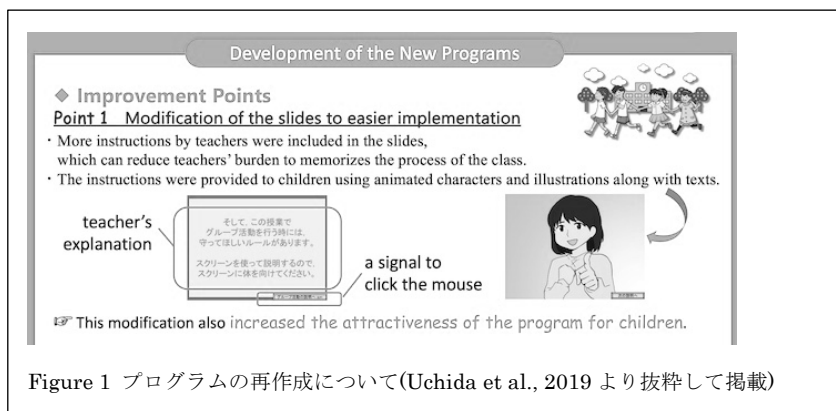 Development of the New Programs
◆ Improvement Points
Point 1 Modification of the slides to easier implementation
・More instructions by teachers were included in the slides,
which can reduce teachers' burden to memorizes the process of the class.
・The instructions were provided to children using animated characters and illustrations along with texts.
teacher's
explanation
そして、この授業で
グループ活動を行う時には、
守ってほしいルールがあります。
スクリーンを使って説明するので、
スクリーンに体を向けてください。
a signal to
click the mouse
☞ This modification also increased the attractiveness of the program for children.
Figure 1 プログラムの再作成について(Uchida et al., 2019 より抜粋して掲載)